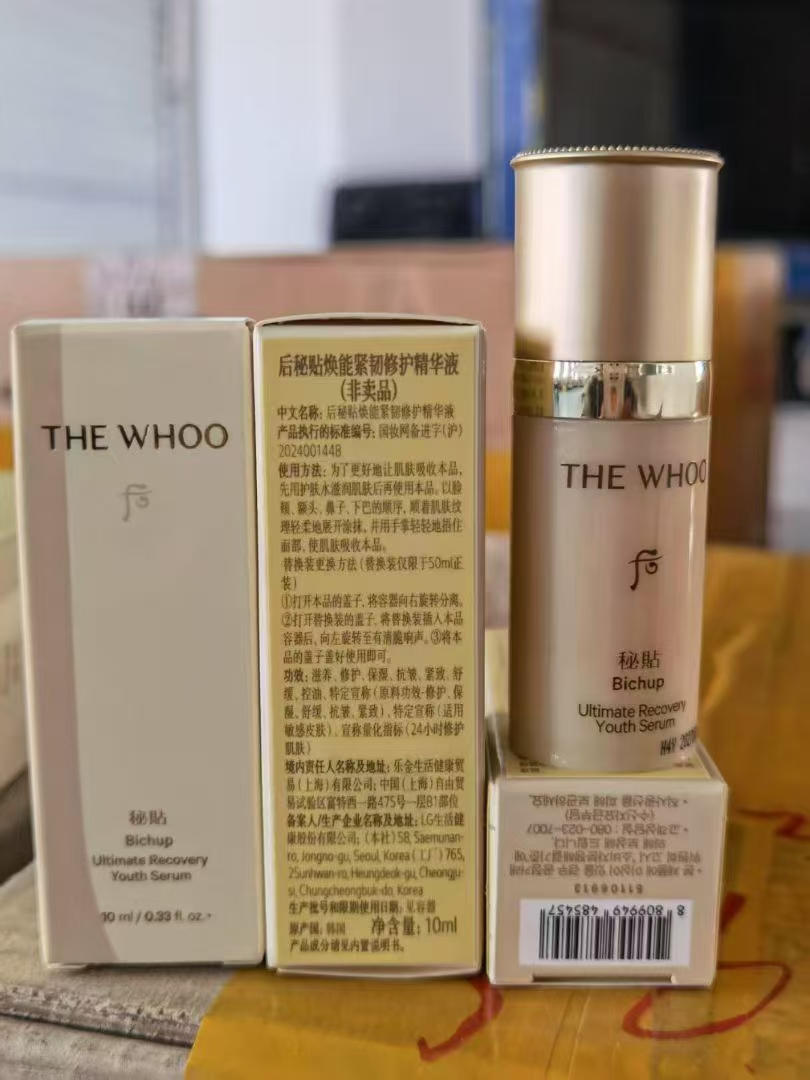 THE WHOO
秘貼
Bichup
Ultimate Recovery
Youth Serum
10 ml / 0.33 fl. oz.
后秘贴焕能紧韧修护精华液
(非卖品)
中文名称：后秘贴焕能紧韧修护精华液
产品执行的标准编号：国妆网备进字(沪)
2024001448
使用方法：为了更好地让肌肤吸收本品，
先用护肤水滋润肌肤后再使用本品。以脸
颊、额头、鼻子、下巴的顺序，顺着肌肤纹
理轻柔地展开涂抹，并用手掌轻轻地捂住
面部，使肌肤吸收本品。
替换装更换方法（替换装仅限于50ml正
装）
①打开本品的盖子，将容器向右旋转分离。
②打开替换装的盖子，将替换装插入本品
容器后，向左旋转至有清脆响声。③将本
品的盖子盖好使用即可。
功效：滋养、修护、保湿、抗皱、紧致、舒
缓、控油、特定宣称（原料功效-修护、保
湿、舒缓、抗皱、紧致）、特定宣称（适用
敏感皮肤）、宣称量化指标（24小时修护
肌肤）
境内责任人名称及地址：乐金生活健康贸
易（上海）有限公司；中国（上海）自由贸
易试验区富特西一路475号一层B1部位
备案人/生产企业名称及地址：LG生活健
康股份有限公司；（本社）58, Saemunan-
ro, Jongno-gu, Seoul, Korea（工厂）765,
2Sunhwan-ro, Heungdeok-gu, Cheongju-
si, Chungcheongbuk-do, Korea
生产批号和限期使用日期：见容器
原产国：韩国 净含量：10ml
产品成分请见内置说明书。
THE WHOO
秘貼
Bichup
Ultimate Recovery
Youth Serum
H4Y 2027
51106913
8 809949 485457